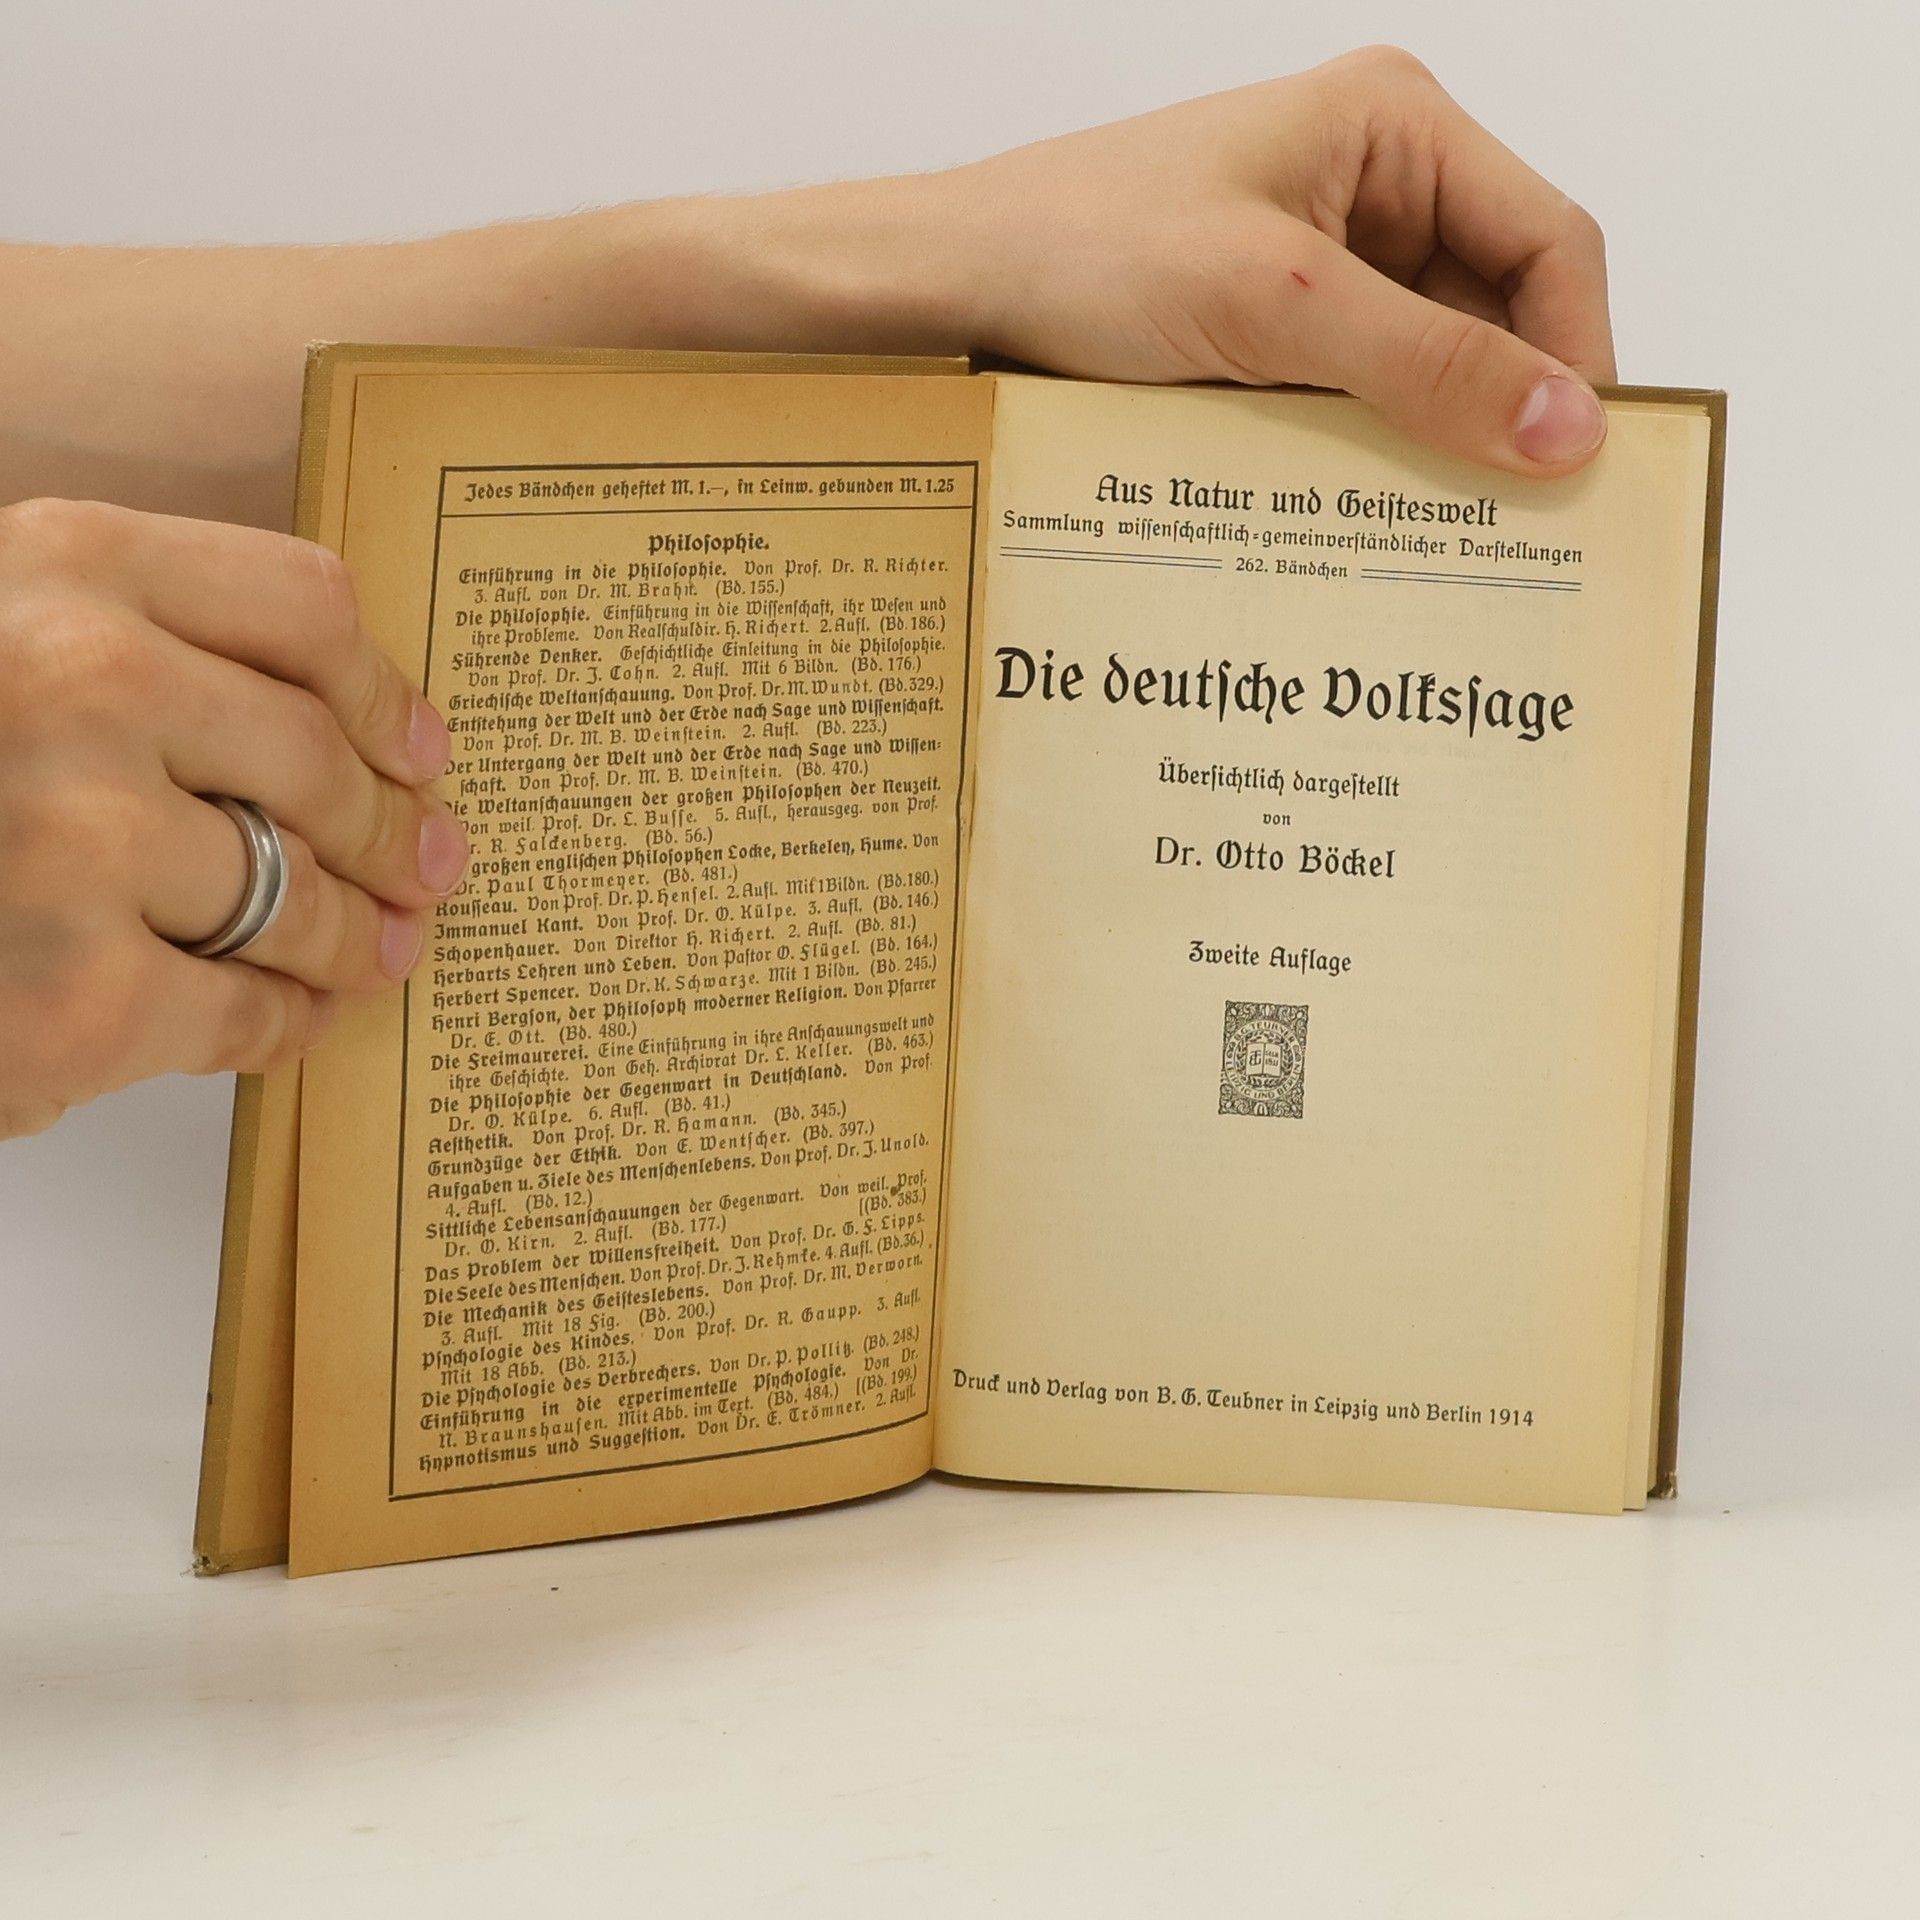 Jedes Bändchen geheftet M. 1.—, in Leinw. gebunden M. 1.25
Philoſophie.
Einführung in die Philoſophie. Von Prof. Dr. R. Richter.
3. Aufl. von Dr. M. Brahn. (Bd. 155.)
Die Philoſophie. Einführung in die Wiſſenſchaft, ihr Weſen und
ihre Probleme. Von Realſchuldir. H. Richert. 2. Aufl. (Bd. 186.)
Führende Denker. Geſchichtliche Einleitung in die Philoſophie.
Von Prof. Dr. J. Cohn. 2. Aufl. Mit 6 Bildn. (Bd. 176.)
Griechiſche Weltanſchauung. Von Prof. Dr. M. Wundt. (Bd. 329.)
Entſtehung der Welt und der Erde nach Sage und Wiſſenſchaft.
Von Prof. Dr. M. B. Weinſtein. 2. Aufl. (Bd. 223.)
Der Untergang der Welt und der Erde nach Sage und Wiſſen-
ſchaft. Von Prof. Dr. M. B. Weinſtein. (Bd. 470.)
Die Weltanſchauungen der großen Philoſophen der Neuzeit.
Von weil. Prof. Dr. L. Buſſe. 5. Aufl., herausgeg. von Prof.
r. R. Falckenberg. (Bd. 56.)
großen engliſchen Philoſophen Locke, Berkeley, Hume. Von
Dr. Paul Thormeyer. (Bd. 481.)
Rouſſeau. Von Prof. Dr. P. Henſel. 2. Aufl. Mit 1 Bildn. (Bd. 180.)
Immanuel Kant. Von Prof. Dr. O. Külpe. 3. Aufl. (Bd. 146.)
Schopenhauer. Von Direktor H. Richert. 2. Aufl. (Bd. 81.)
Herbarts Lehren und Leben. Von Paſtor O. Flügel. (Bd. 164.)
Herbert Spencer. Von Dr. K. Schwarze. Mit 1 Bildn. (Bd. 245.)
Henri Bergſon, der Philoſoph moderner Religion. Von Pfarrer
Dr. E. Ott. (Bd. 480.)
Die Freimaurerei. Eine Einführung in ihre Anſchauungswelt und
ihre Geſchichte. Von Geh. Archivrat Dr. L. Keller. (Bd. 463.)
Die Philoſophie der Gegenwart in Deutſchland. Von Prof.
Dr. O. Külpe. 6. Aufl. (Bd. 41.)
Aeſthetik. Von Prof. Dr. R. Hamann. (Bd. 345.)
Grundzüge der Ethik. Von E. Wentſcher. (Bd. 397.)
Aufgaben u. Ziele des Menſchenlebens. Von Prof. Dr. J. Unold.
4. Aufl. (Bd. 12.)
Sittliche Lebensanſchauungen der Gegenwart. Von weil. Prof.
Dr. O. Kirn. 2. Aufl. (Bd. 177.) [(Bd. 383.)
Das Problem der Willensfreiheit. Von Prof. Dr. G. F. Lipps.
Die Seele des Menſchen. Von Prof. Dr. J. Rehmke. 4. Aufl. (Bd. 36.)
Die Mechanik des Geiſteslebens. Von Prof. Dr. M. Verworn.
3. Aufl. Mit 18 Fig. (Bd. 200.)
Pſychologie des Kindes. Von Prof. Dr. R. Gaupp. 3. Aufl.
Mit 18 Abb. (Bd. 213.)
Die Pſychologie des Verbrechers. Von Dr. P. Pollitz. (Bd. 248.)
Einführung in die experimentelle Pſychologie. Von Dr.
N. Braunshauſen. Mit Abb. im Text. (Bd. 484.) [(Bd. 199.)
Hypnotismus und Suggeſtion. Von Dr. E. Trömner. 2. Aufl.
Aus Natur und Geiſteswelt
Sammlung wiſſenſchaftlich-gemeinverſtändlicher Darſtellungen
262. Bändchen
Die deutſche Volksſage
Überſichtlich dargeſtellt
von
Dr. Otto Böckel
Zweite Auflage
B. G. TEUBNER
LEIPZIG UND BERLIN
Druck und Verlag von B. G. Teubner in Leipzig und Berlin 1914